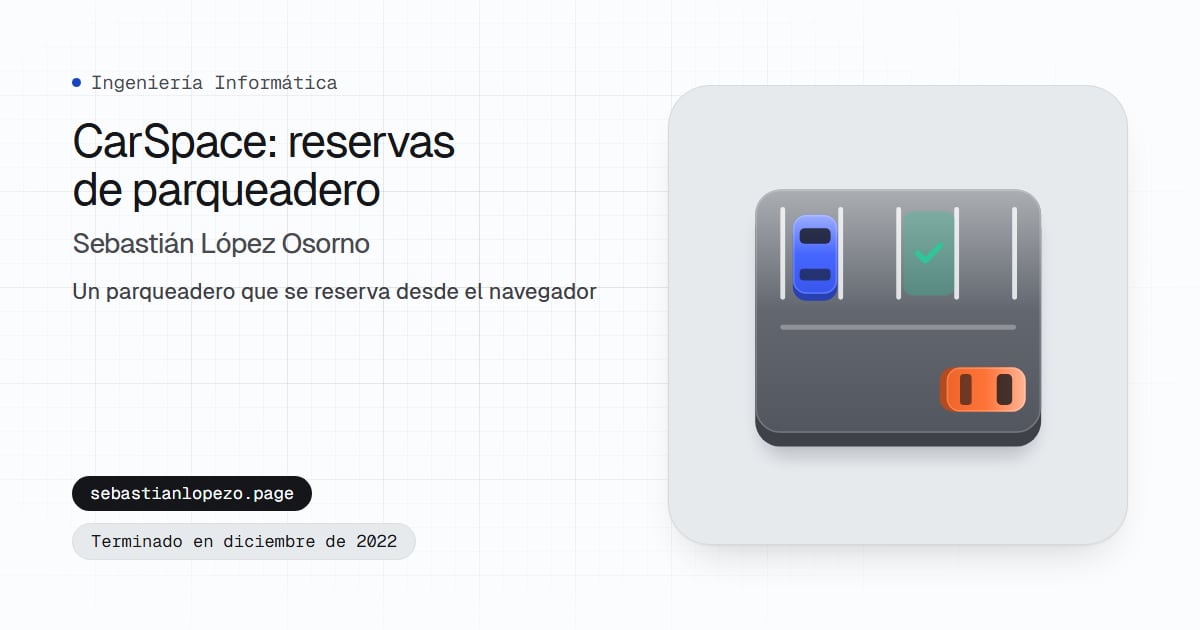 Ingeniería Informática
CarSpace: reservas
de parqueadero
Sebastián López Osorno
Un parqueadero que se reserva desde el navegador
sebastianlopezo.page
Terminado en diciembre de 2022